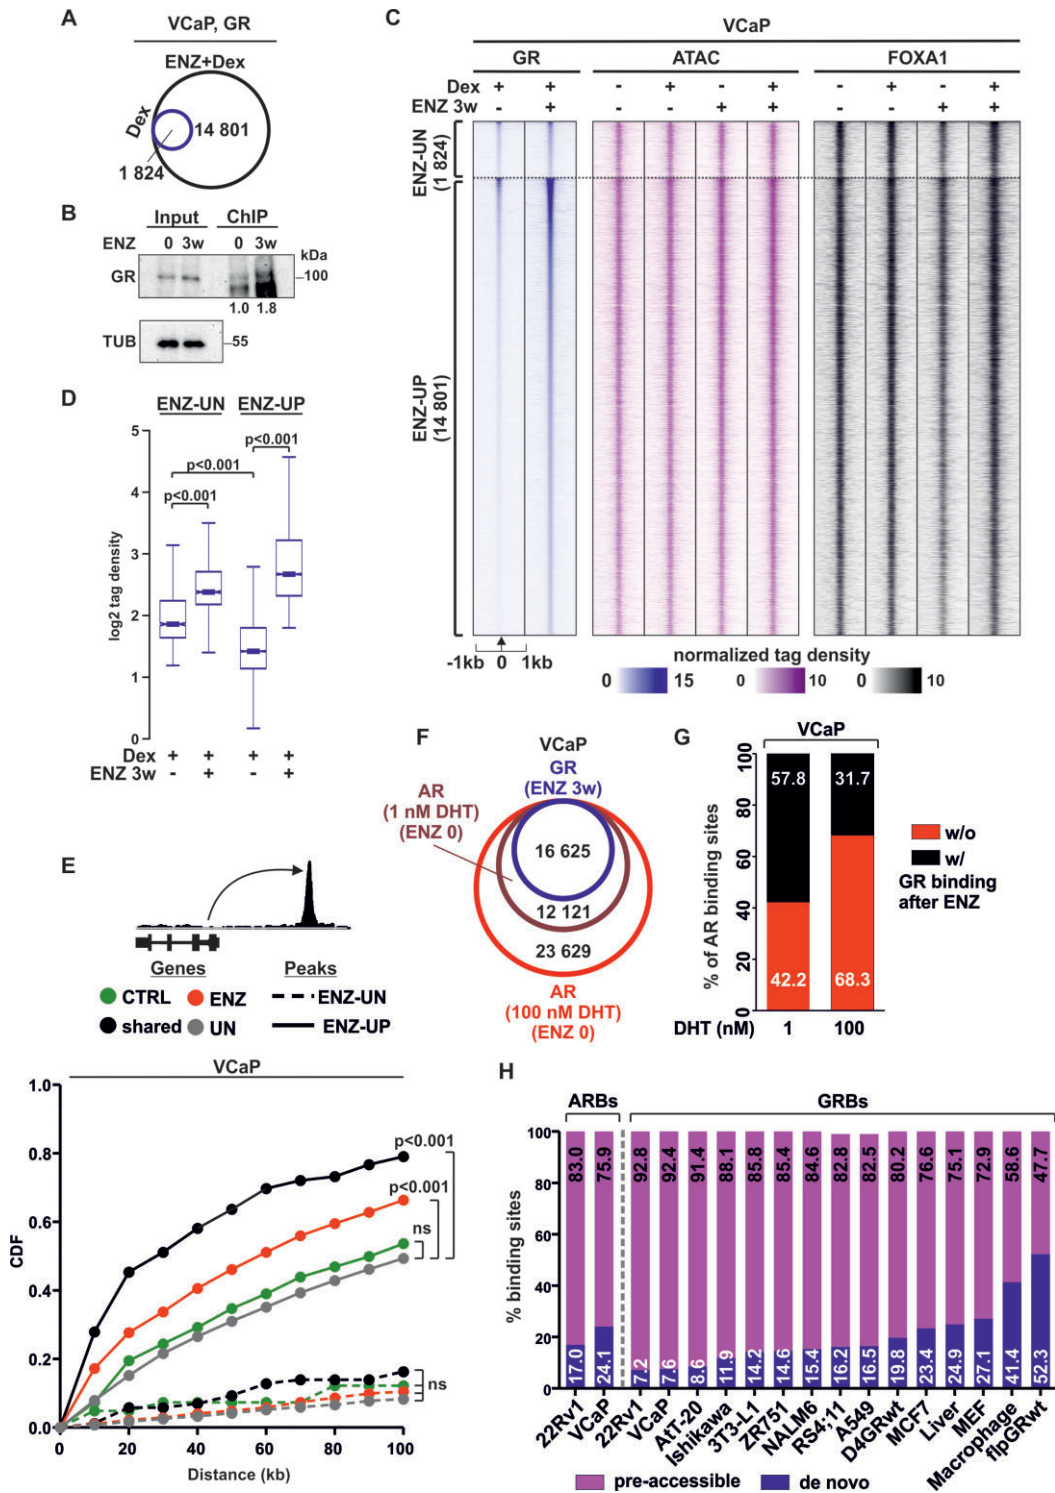 A
VCaP, GR
ENZ+Dex
Dex
14 801
1 824
B
Input ChIP
ENZ 0 3w 0 3w
kDa
GR
100
1.0 1.8
TUB
55
C
VCaP
GR ATAC FOXA1
Dex + + - + - + - + - +
ENZ 3w - + - - + + - - + +
ENZ-UN
(1 824)
ENZ-UP
(14 801)
-1kb 0 1kb
normalized tag density
0 15 0 10 0 10
D
ENZ-UN ENZ-UP
5
4
3
2
1
0
log2 tag density
p<0.001
p<0.001
p<0.001
Dex + + + +
ENZ 3w - + - +
E
Genes Peaks
CTRL ENZ ENZ-UN
shared UN ENZ-UP
VCaP
1.0
0.8
0.6
0.4
0.2
0.0
CDF
p<0.001
p<0.001
ns
ns
0 20 40 60 80 100
Distance (kb)
F
VCaP
GR
(ENZ 3w)
AR
(1 nM DHT)
(ENZ 0)
16 625
12 121
23 629
AR
(100 nM DHT)
(ENZ 0)
G
VCaP
100
80
60
40
20
0
% of AR binding sites
57.8 31.7
42.2 68.3
DHT (nM) 1 100
w/o
w/
GR binding
after ENZ
H
ARBs GRBs
100
80
60
40
20
0
% binding sites
83.0 75.9 92.8 92.4 91.4 88.1 85.8 85.4 84.6 82.8 82.5 80.2 76.6 75.1 72.9 58.6 47.7
17.0 24.1 7.2 7.6 8.6 11.9 14.2 14.6 15.4 16.2 16.5 19.8 23.4 24.9 27.1 41.4 52.3
22Rv1 VCaP 22Rv1 VCaP AtT-20 Ishikawa 3T3-L1 ZR751 NALM6 RS4;11 A549 D4GRwt MCF7 Liver MEF Macrophage flpGRwt
pre-accessible de novo